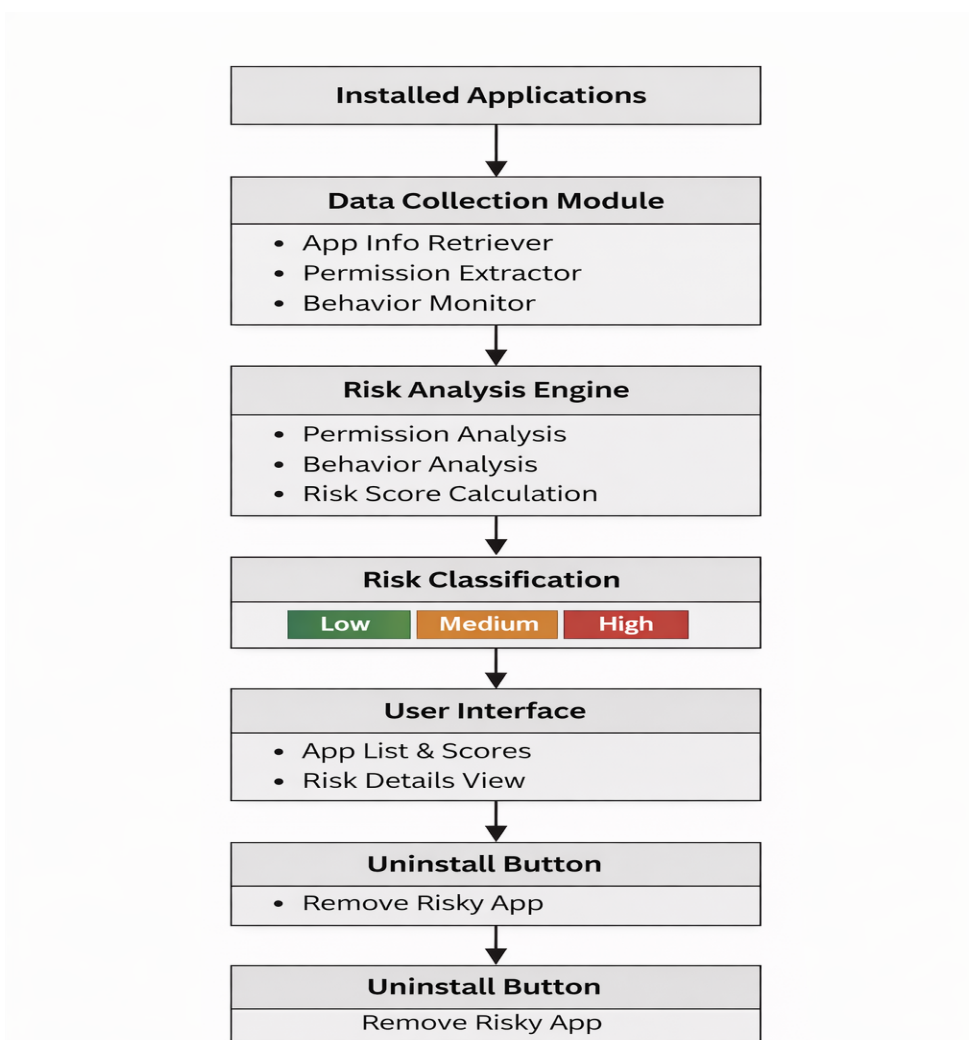 Installed Applications
Data Collection Module
• App Info Retriever
• Permission Extractor
• Behavior Monitor
Risk Analysis Engine
• Permission Analysis
• Behavior Analysis
• Risk Score Calculation
Risk Classification
Low Medium High
User Interface
• App List & Scores
• Risk Details View
Uninstall Button
• Remove Risky App
Uninstall Button
Remove Risky App